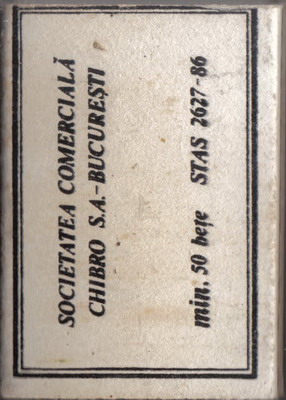 SOCIETATEA COMERCIALĂ
CHIBRO S.A.-BUCUREŞTI
min. 50 beţe STAS 2627-86